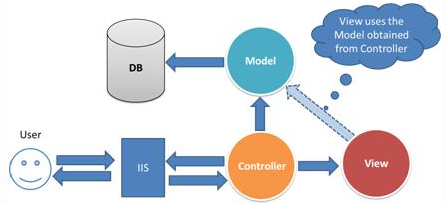 View uses the
Model obtained
from Controller
DB
Model
User
IIS
Controller
View